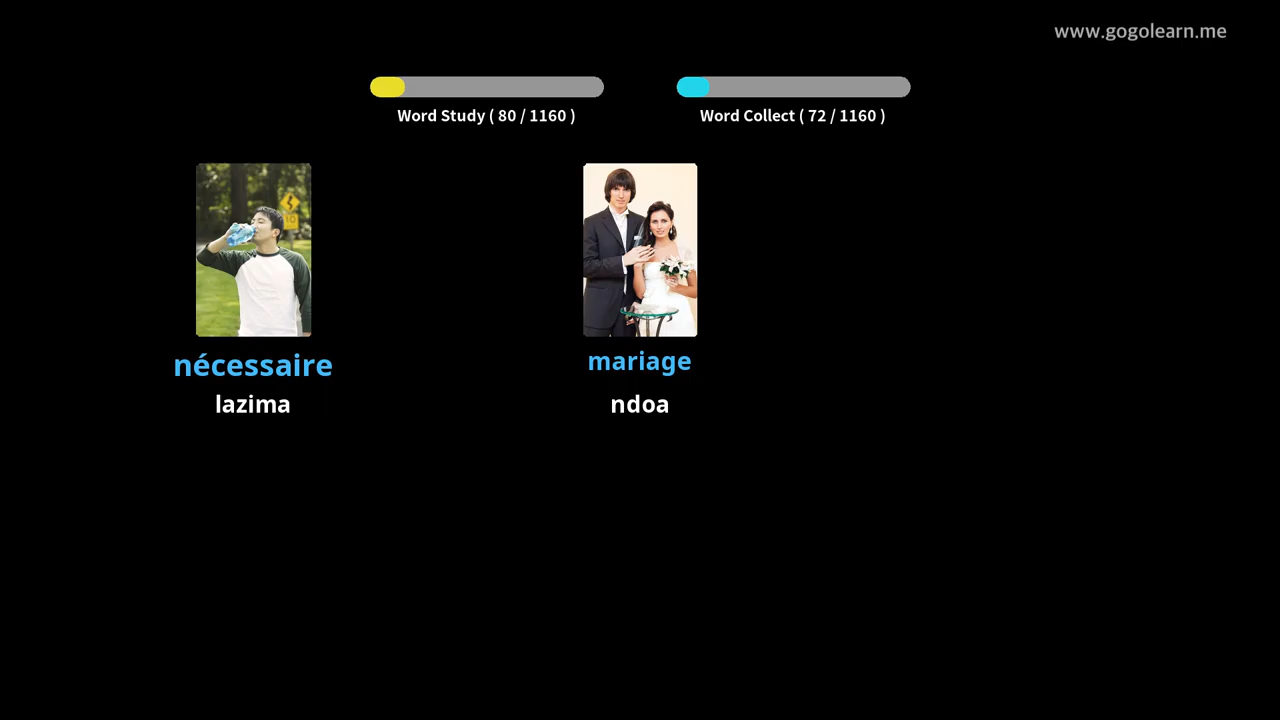 www.gogolearn.me
Word Study ( 80 / 1160 )
Word Collect ( 72 / 1160 )
nécessaire
lazima
mariage
ndoa